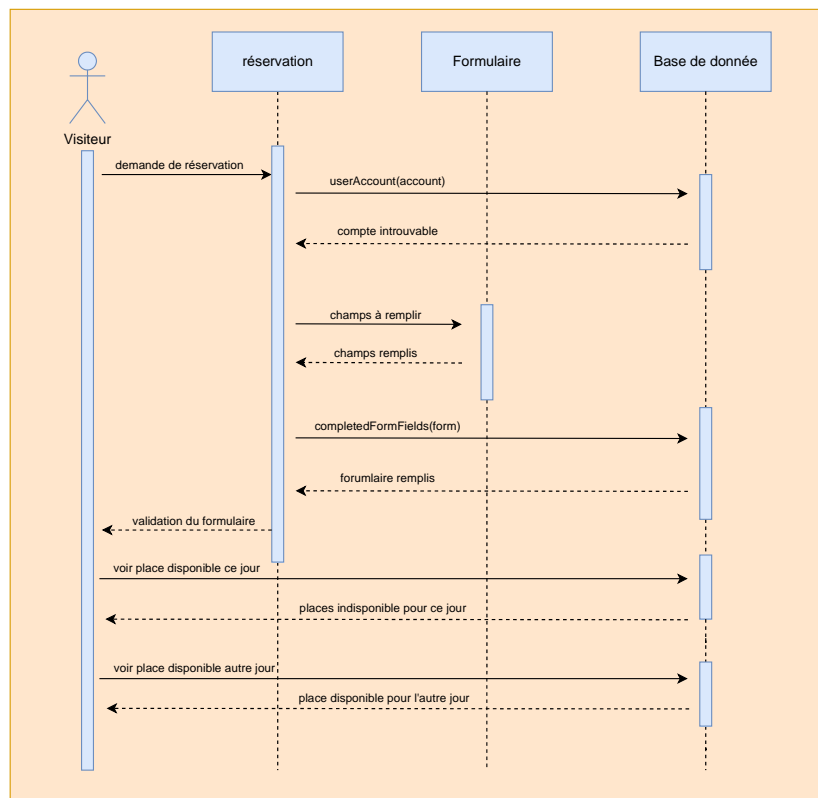 réservation
Formulaire
Base de donnée
Visiteur
demande de réservation
userAccount(account)
compte introuvable
champs à remplir
champs remplis
completedFormFields(form)
forumlaire remplis
validation du formulaire
voir place disponible ce jour
places indisponible pour ce jour
voir place disponible autre jour
place disponible pour l'autre jour